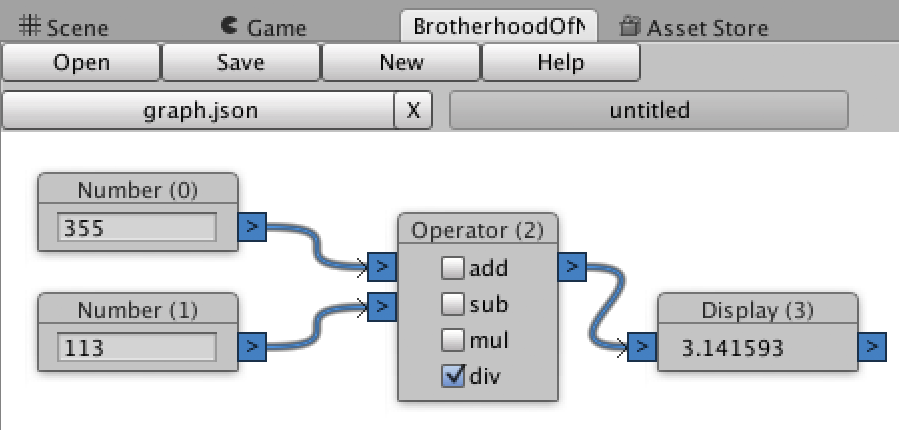 Scene Game BrotherhoodOfN Asset Store
Open Save New Help
graph.json X untitled
Number (0)
355 >
Number (1)
113 >
Operator (2)
> add >
> sub
mul
div
Display (3)
> 3.141593 >